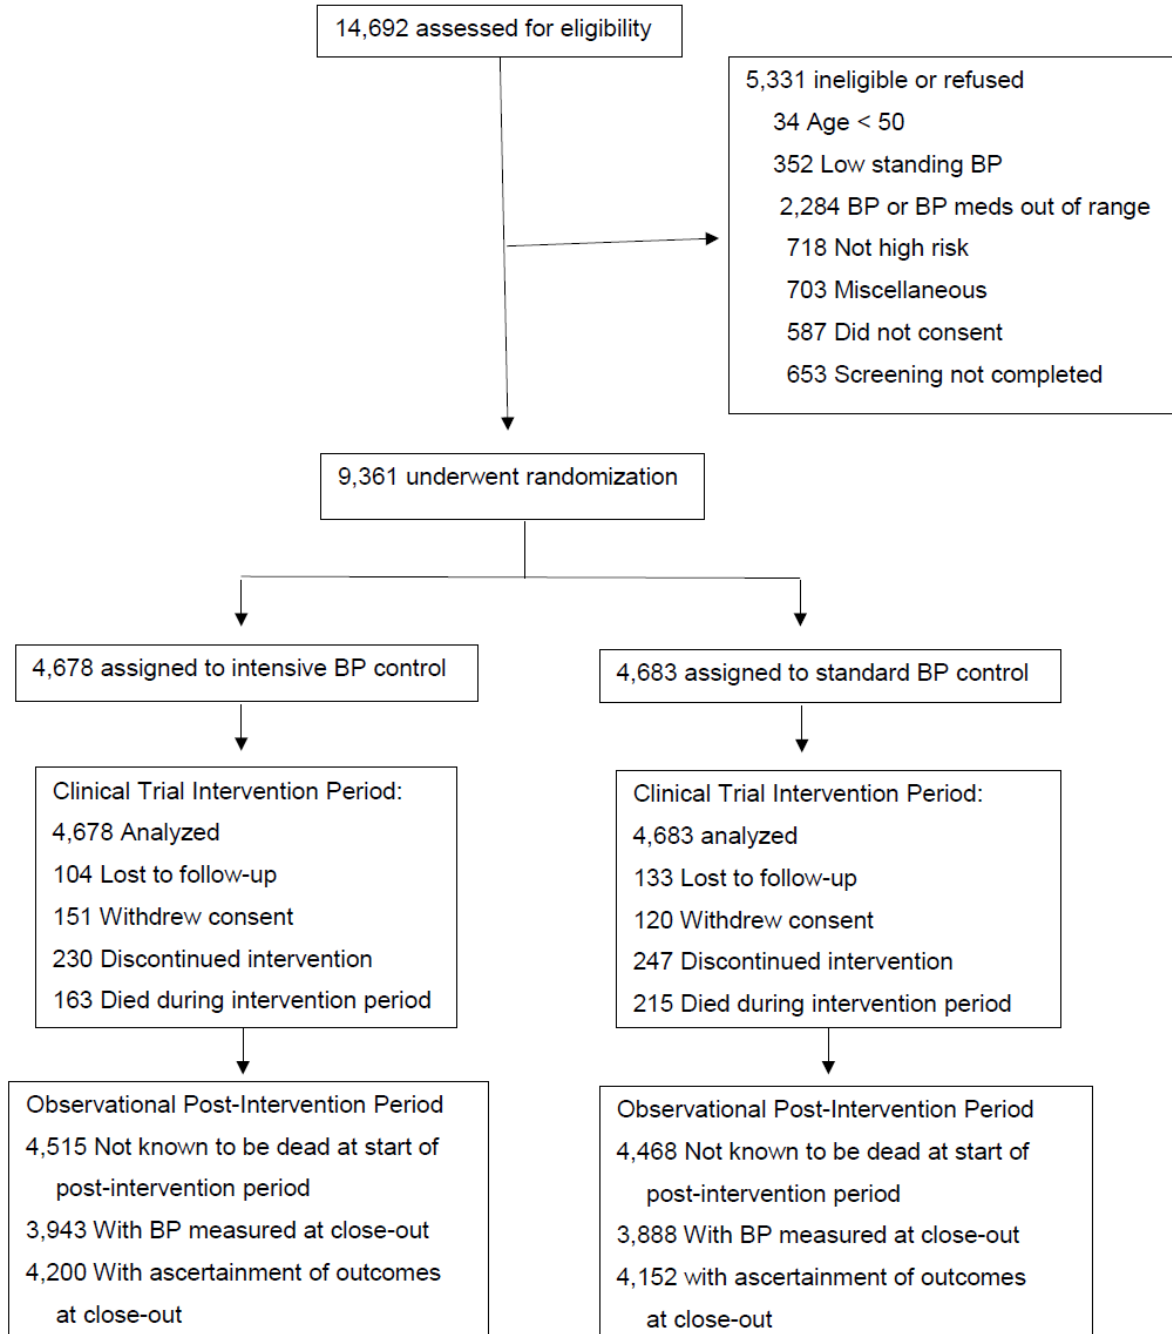 14,692 assessed for eligibility
5,331 ineligible or refused
34 Age < 50
352 Low standing BP
2,284 BP or BP meds out of range
718 Not high risk
703 Miscellaneous
587 Did not consent
653 Screening not completed
9,361 underwent randomization
4,678 assigned to intensive BP control
4,683 assigned to standard BP control
Clinical Trial Intervention Period:
4,678 Analyzed
104 Lost to follow-up
151 Withdrew consent
230 Discontinued intervention
163 Died during intervention period
Clinical Trial Intervention Period:
4,683 analyzed
133 Lost to follow-up
120 Withdrew consent
247 Discontinued intervention
215 Died during intervention period
Observational Post-Intervention Period
4,515 Not known to be dead at start of
post-intervention period
3,943 With BP measured at close-out
4,200 With ascertainment of outcomes
at close-out
Observational Post-Intervention Period
4,468 Not known to be dead at start of
post-intervention period
3,888 With BP measured at close-out
4,152 with ascertainment of outcomes
at close-out